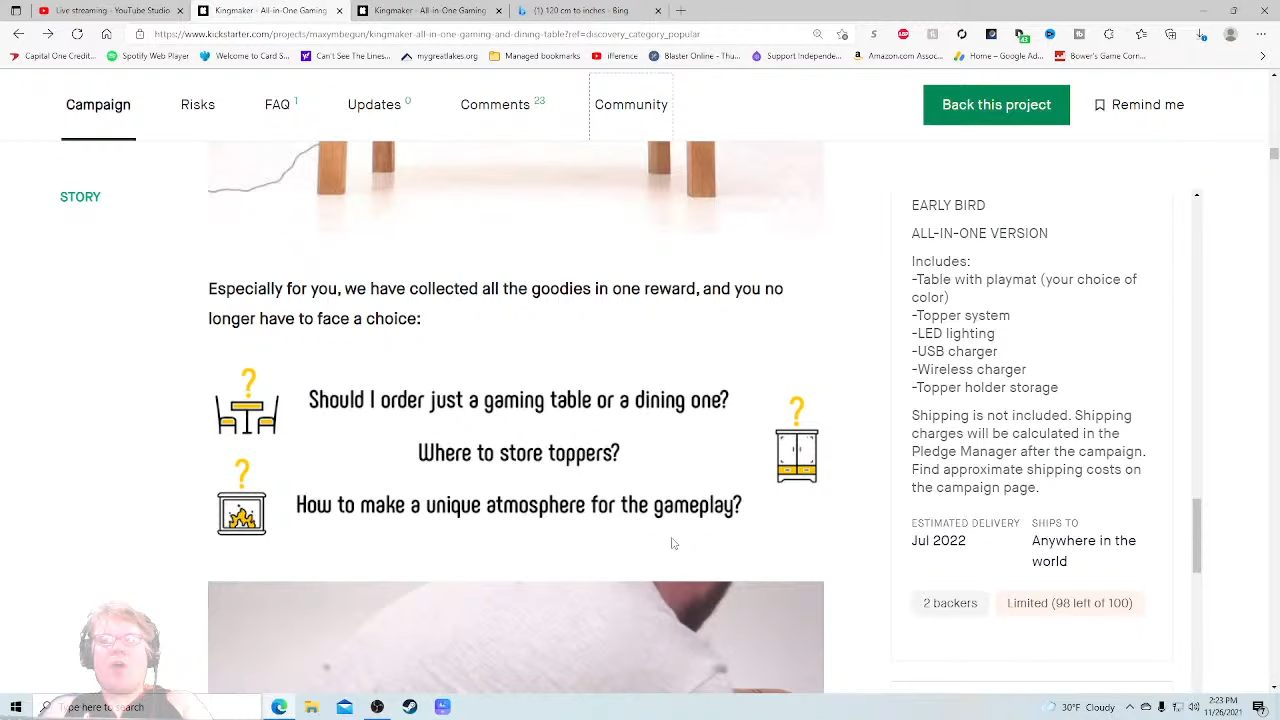 Live Streaming - YouTube Studio
Kingmaker - All-in-One Gaming
Kingmaker - All-in-One Gaming
(1) 120 cm to inches - Bing
https://www.kickstarter.com/projects/maxymbegun/kingmaker-all-in-one-gaming-and-dining-table?ref=discovery_category_popular
Capital One Credit...
Spotify Web Player
Welcome Card Sleeves...
Can't See the Lines...
mygreatestyes.com
Managed bookmarks
ifference
Blaster Online - Th...
Support Independent...
Amazon.com Associate...
Google AdSense
Bower's Game Corn...
Campaign
Risks
FAQ 1
Updates 0
Comments 23
Community
Back this project
Remind me
STORY
Especially for you, we have collected all the goodies in one reward, and you no
longer have to face a choice:
Should I order just a gaming table or a dining one?
Where to store toppers?
How to make a unique atmosphere for the gameplay?
EARLY BIRD
ALL-IN-ONE VERSION
Includes:
-Table with playmat (your choice of
color)
-Topper system
-LED lighting
-USB charger
-Wireless charger
-Topper holder storage
Shipping is not included. Shipping
charges will be calculated in the
Pledge Manager after the campaign.
Find approximate shipping costs on
the campaign page.
ESTIMATED DELIVERY
SHIPS TO
Jul 2022
Anywhere in the
world
2 backers
Limited (98 left of 100)
Type here to search
30°F Cloudy
2:23 PM
11/26/2021